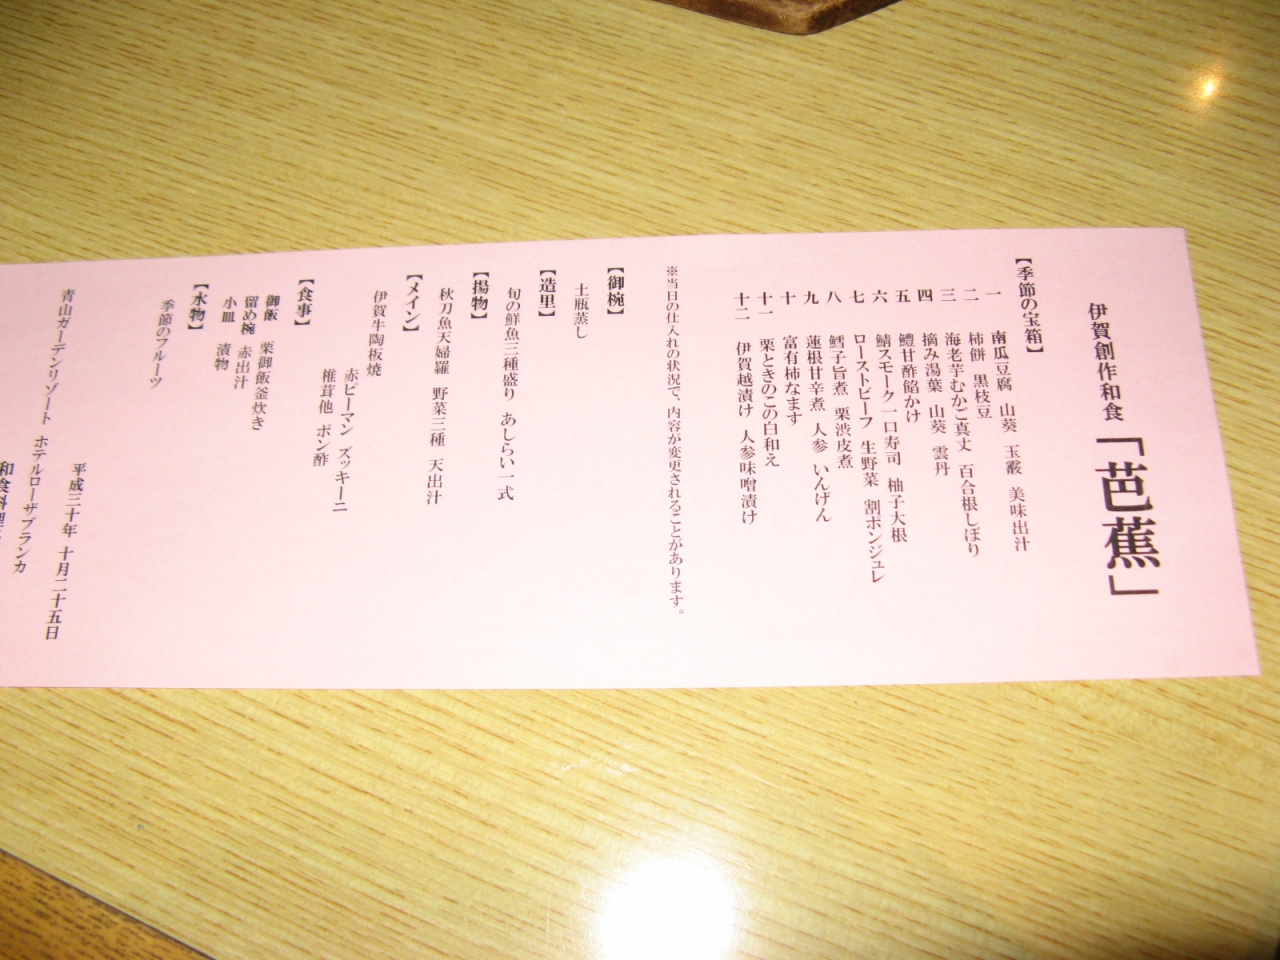 伊賀創作和食「芭蕉」
【季節の宝箱】
一 南瓜豆腐 山葵 玉霰 美味出汁
二 柿餅 黒枝豆
三 海老芋むかご真丈 百合根しぼり
四 摘み湯葉 山葵 雲丹
五 鱧甘酢餡かけ
六 鯖スモーク一口寿司 柚子大根
七 ローストビーフ 生野菜 割ポンジュレ
八 鱈子旨煮 栗渋皮煮
九 蓮根甘辛煮 人参 いんげん
十 富有柿なます
十一 栗ときのこの白和え
十二 伊賀越漬け 人参味噌漬け
※当日の仕入れの状況で、内容が変更されることがあります。
【御椀】
土瓶蒸し
【造里】
旬の鮮魚三種盛り あしらい一式
【揚物】
秋刀魚天婦羅 野菜三種 天出汁
【メイン】
伊賀牛陶板焼
赤ピーマン ズッキーニ
椎茸他 ポン酢
【食事】
御飯 栗御飯釜炊き
留め椀 赤出汁
小皿 漬物
【水物】
季節のフルーツ
平成三十年 十月二十五日
青山ガーデンリゾート ホテルローザブランカ
和食料理